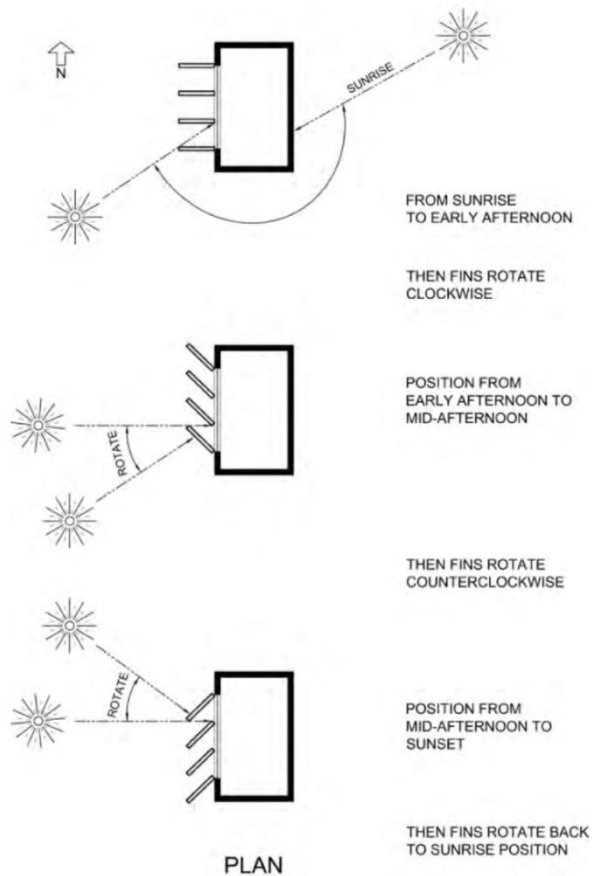 N
SUNRISE
FROM SUNRISE
TO EARLY AFTERNOON
THEN FINS ROTATE
CLOCKWISE
POSITION FROM
EARLY AFTERNOON TO
MID-AFTERNOON
ROTATE
THEN FINS ROTATE
COUNTERCLOCKWISE
ROTATE
POSITION FROM
MID-AFTERNOON TO
SUNSET
THEN FINS ROTATE BACK
TO SUNRISE POSITION
PLAN